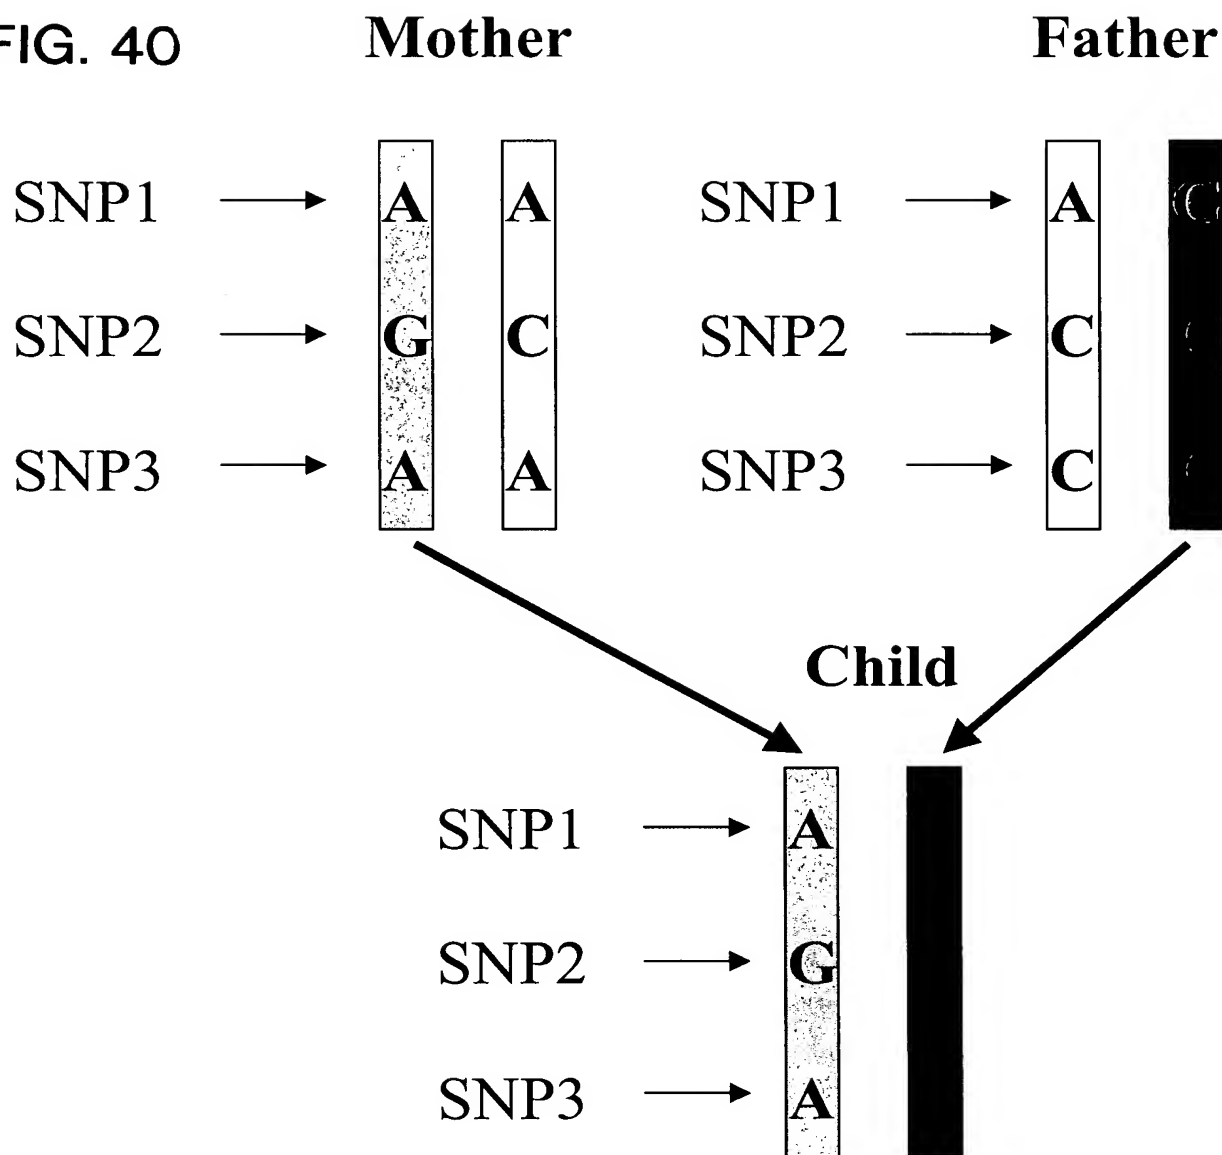 FIG. 40
Mother
Father
SNP1 A A
SNP1 A C
SNP2 G C
SNP2 C
SNP3 A A
SNP3 C
Child
SNP1 A
SNP2 G
SNP3 A